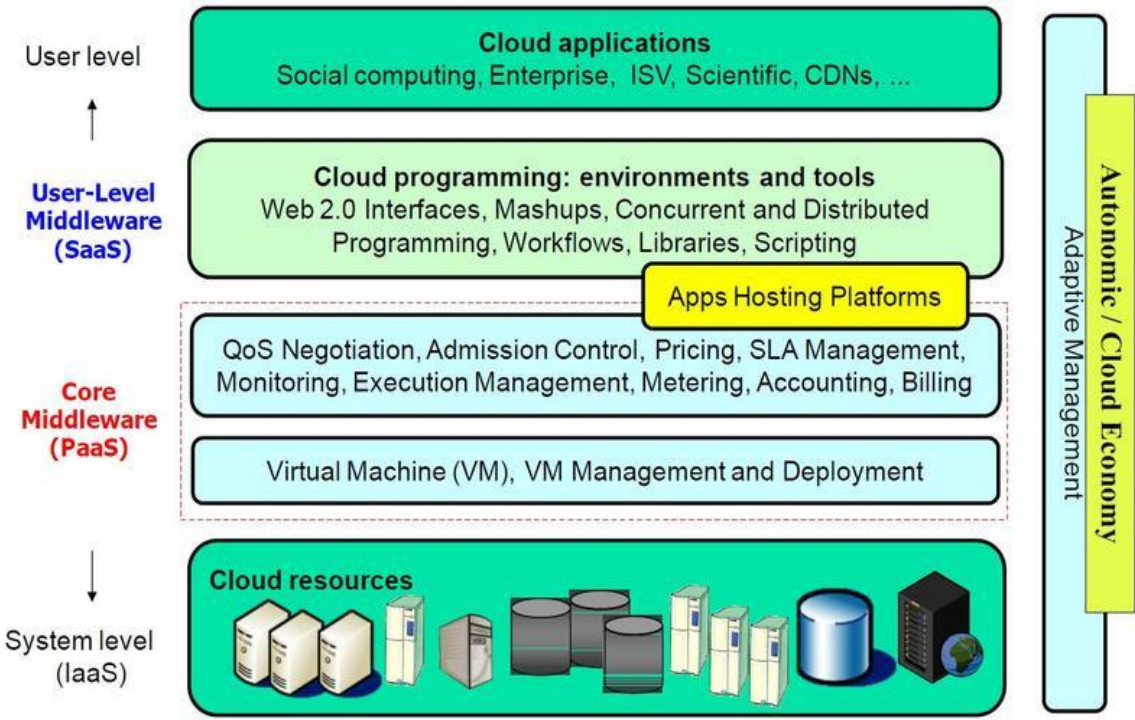 User level
Cloud applications
Social computing, Enterprise, ISV, Scientific, CDNs, ...
User-Level
Middleware
(SaaS)
Cloud programming: environments and tools
Web 2.0 Interfaces, Mashups, Concurrent and Distributed
Programming, Workflows, Libraries, Scripting
Apps Hosting Platforms
Core
Middleware
(PaaS)
QoS Negotiation, Admission Control, Pricing, SLA Management,
Monitoring, Execution Management, Metering, Accounting, Billing
Virtual Machine (VM), VM Management and Deployment
System level
(IaaS)
Cloud resources
Adaptive Management
Autonomic / Cloud Economy